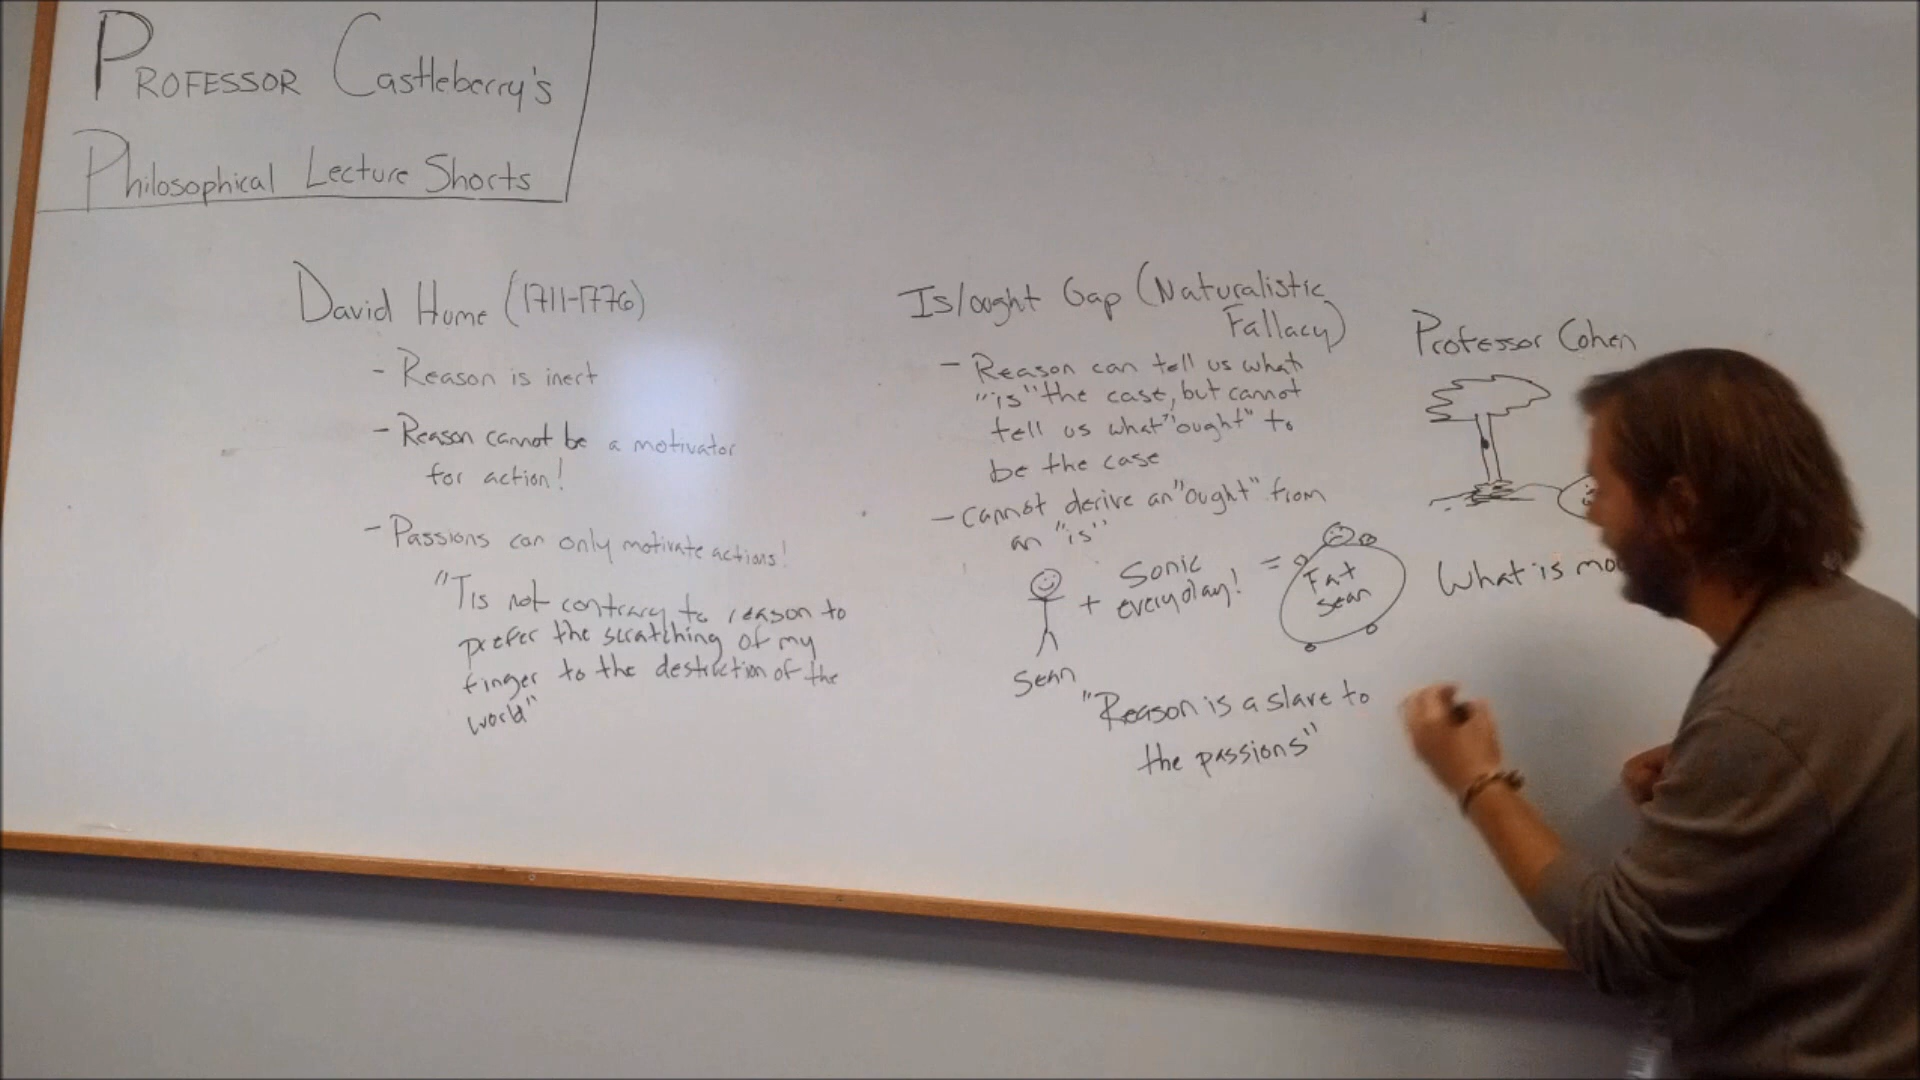 PROFESSOR Castleberry's
Philosophical Lecture Shorts
David Hume (1711-1776)
- Reason is inert
- Reason cannot be a motivator
for action!
- Passions can only motivate actions!
"Tis not contrary to reason to
prefer the scratching of my
finger to the destruction of the
world"
Is/ought Gap (Naturalistic
Fallacy)
- Reason can tell us what
"is" the case, but cannot
tell us what "ought" to
be the case
- Cannot derive an "ought" from
an "is"
Sonic
everyday!
+
=
Fat
Sean
Sean
"Reason is a slave to
the passions"
Professor Cohen
What is